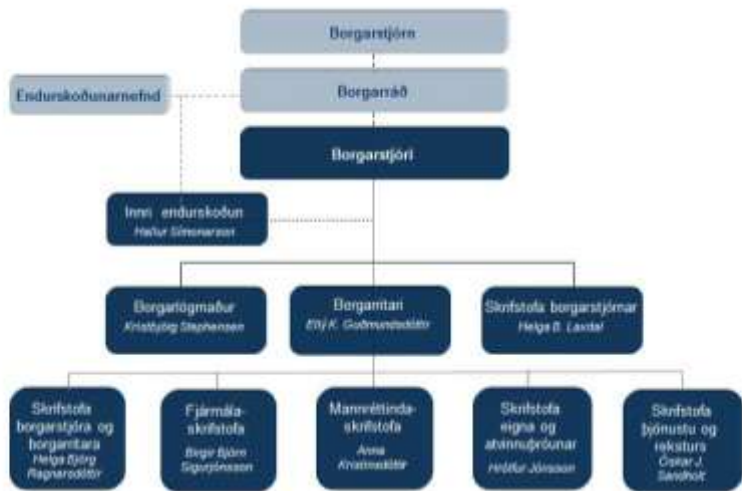 Borgarstjórn
Endurskoðunarnefnd
Borgarráð
Borgarstjóri
Innri endurskoðun
Hallur Símonarson
Borgarlögmaður
Kristbjörg Stephensen
Borgarritari
Ellý K. Guðmundsdóttir
Skrifstofa borgarstjórnar
Helga B. Laxdal
Skrifstofa
borgarstjóra og
borgarritara
Helga Björg
Ragnarsdóttir
Fjármála-
skrifstofa
Birgir Björn
Sigurjónsson
Mannréttinda-
skrifstofa
Anna
Kristinsdóttir
Skrifstofa
eigna og
atvinnuþróunar
Hrólfur Jónsson
Skrifstofa
þjónustu og
reksturs
Óskar J.
Sandholt